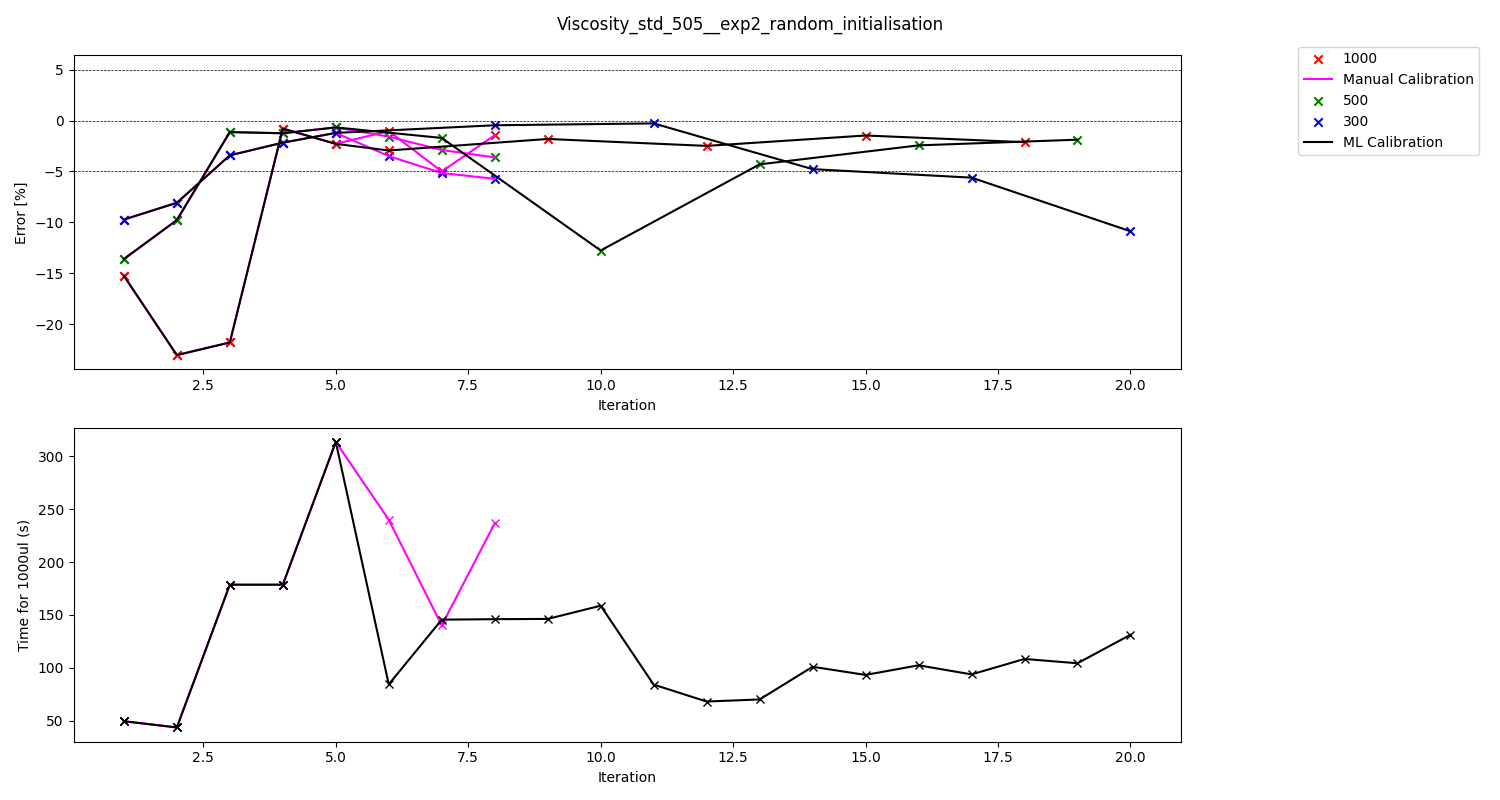 Viscosity_std_505__exp2_random_initialisation
1000
Manual Calibration
500
300
ML Calibration
Error [%]
5
0
−5
−10
−15
−20
2.5 5.0 7.5 10.0 12.5 15.0 17.5 20.0
Iteration
Time for 1000ul (s)
300
250
200
150
100
50
2.5 5.0 7.5 10.0 12.5 15.0 17.5 20.0
Iteration